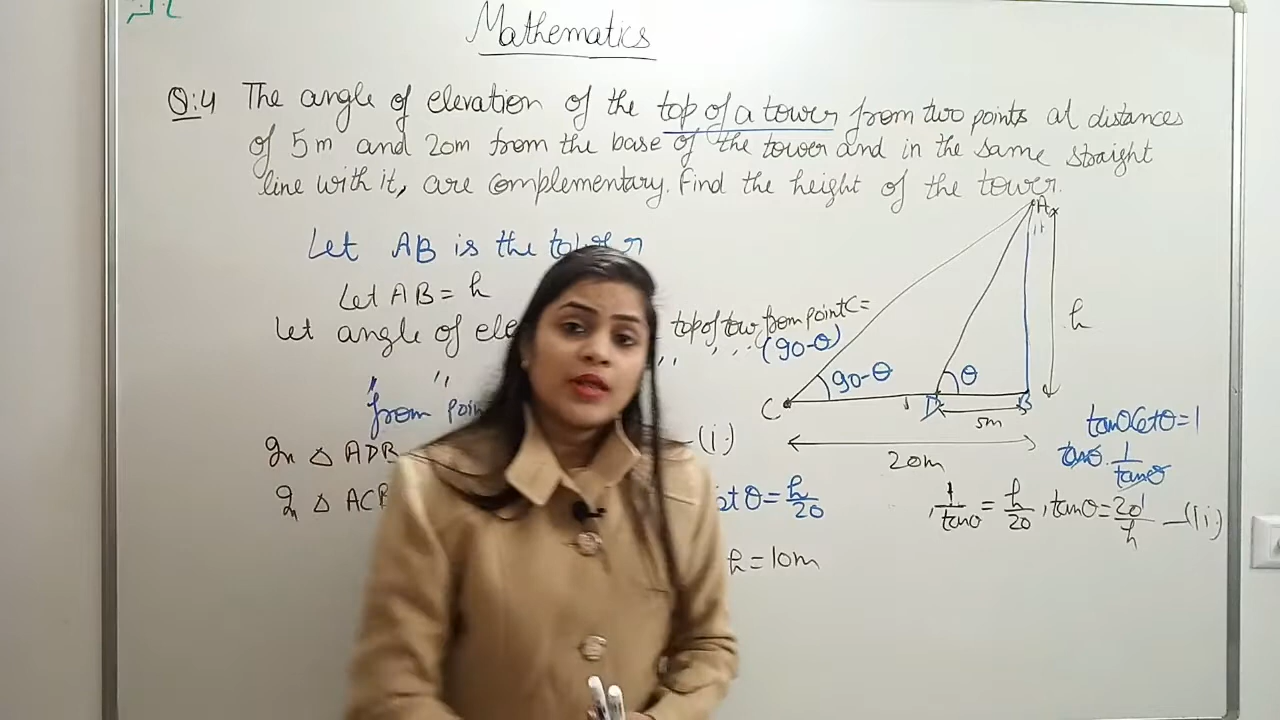 Mathematics
Q:4 The angle of elevation of the top of a tower from two points at distances
of 5m and 20m from the base of the tower and in the same straight
line with it, are complementary. Find the height of the tower.
Let AB is the tower
Let AB = h
Let angle of ele top of tow from point C =
" " , , , , (90-θ)
from poin
In △ ADB (i)
In △ ACB cot θ = h/20
h = 10m
A
h
90-θ
θ
C D B
5m
20m
tanθ cotθ = 1
tanθ · 1/tanθ
1/tanθ = h/20 , tanθ = 20/h